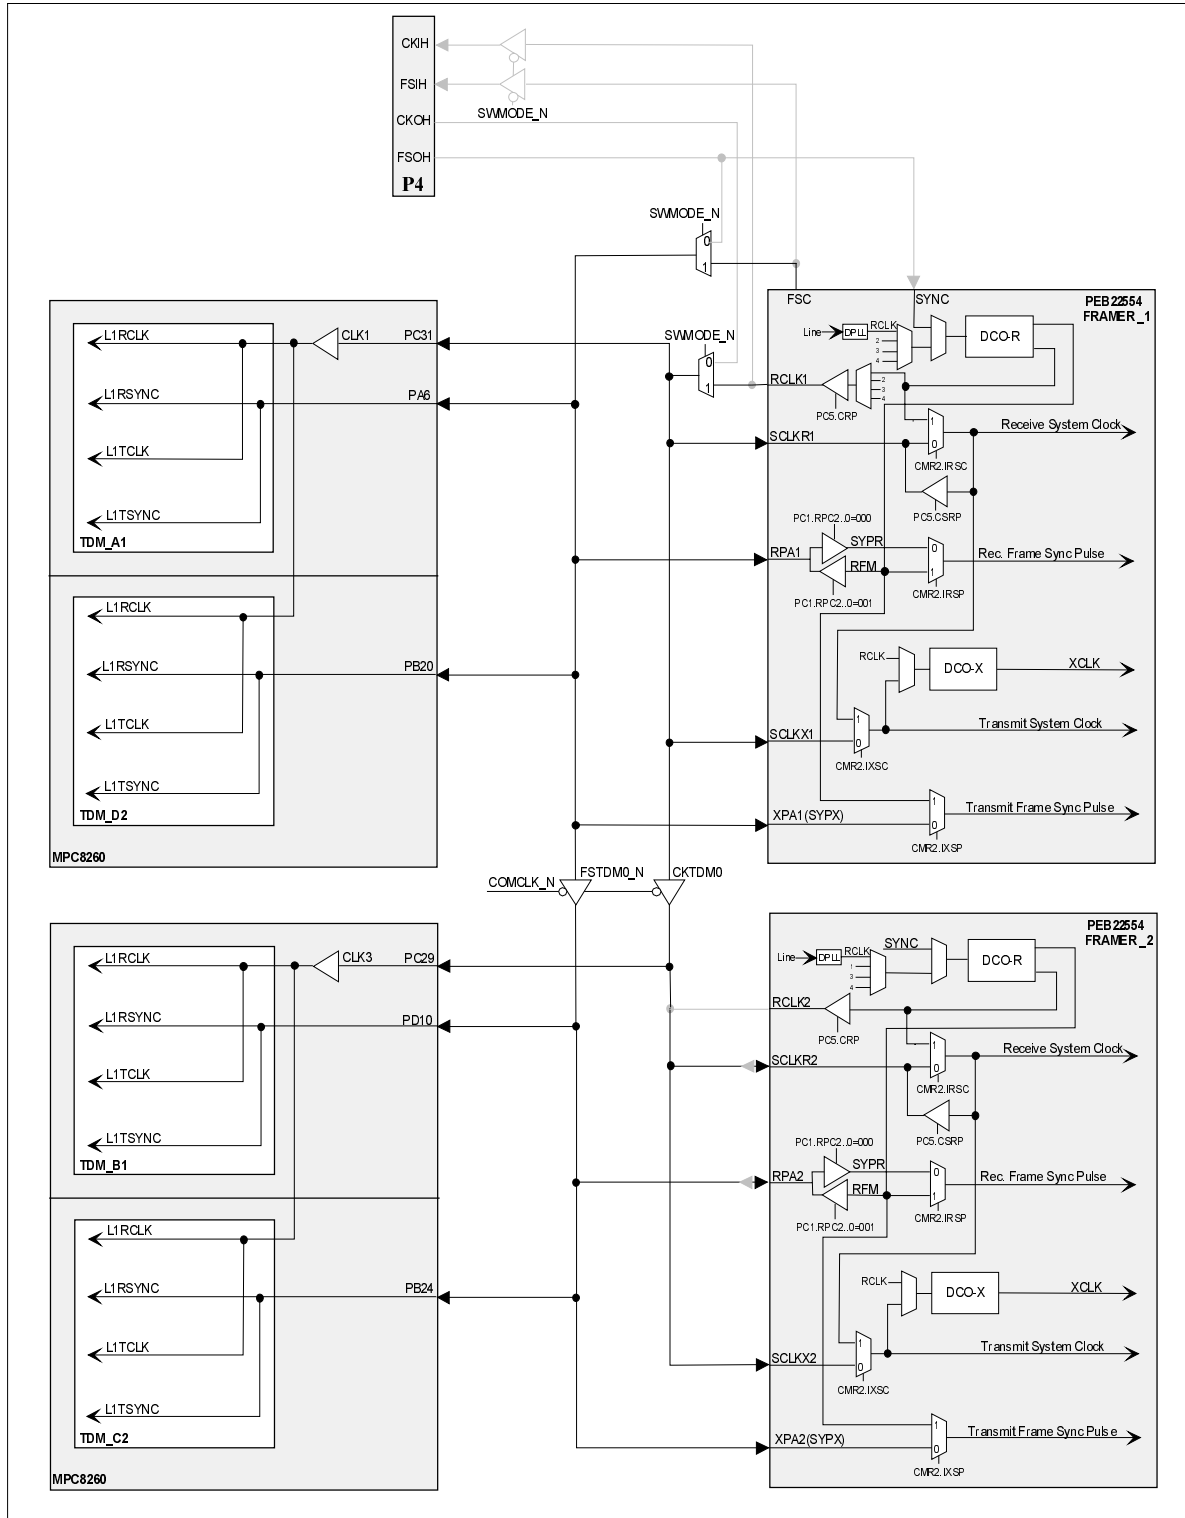 CKIH
FSIH
SWMODE_N
CKOH
FSOH
P4
SWMODE_N
0
1
FSC
SYNC
PEB22554
FRAMER_1
Line
DPLL
RCLK
2
3
4
DCO-R
SWMODE_N
0
1
RCLK1
2
3
4
PC5.CRP
L1RCLK
CLK1
PC31
L1RSYNC
PA6
L1TCLK
L1TSYNC
TDM_A1
SCLKR1
1
0
Receive System Clock
CMR2.IRSC
PC5.CSRP
PC1.RPC2..0=000
RPA1
SYPR
RFM
0
1
Rec. Frame Sync Pulse
PC1.RPC2..0=001
CMR2.IRSP
L1RCLK
L1RSYNC
PB20
L1TCLK
L1TSYNC
TDM_D2
MPC8260
RCLK
DCO-X
XCLK
SCLKX1
1
0
Transmit System Clock
CMR2.IXSC
XPA1(SYPX)
1
0
Transmit Frame Sync Pulse
CMR2.IXSP
COMCLK_N
FSTDM0_N
CKTDM0
PEB22554
FRAMER_2
Line
DPLL
RCLK
1
3
4
SYNC
DCO-R
RCLK2
PC5.CRP
L1RCLK
CLK3
PC29
L1RSYNC
PD10
L1TCLK
L1TSYNC
TDM_B1
SCLKR2
1
0
Receive System Clock
CMR2.IRSC
PC5.CSRP
PC1.RPC2..0=000
RPA2
SYPR
RFM
0
1
Rec. Frame Sync Pulse
PC1.RPC2..0=001
CMR2.IRSP
L1RCLK
L1RSYNC
PB24
L1TCLK
L1TSYNC
TDM_C2
MPC8260
RCLK
DCO-X
XCLK
SCLKX2
1
0
Transmit System Clock
CMR2.IXSC
XPA2(SYPX)
1
0
Transmit Frame Sync Pulse
CMR2.IXSP